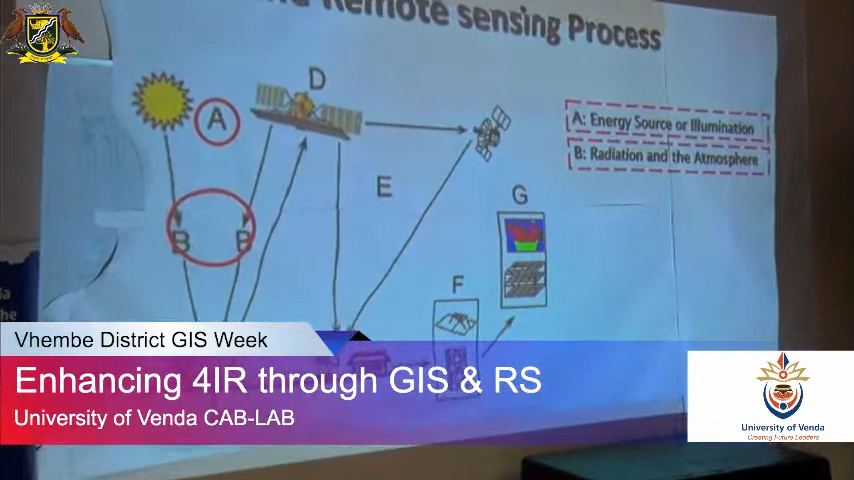 Remote sensing Process
D
A
A: Energy Source or Illumination
B: Radiation and the Atmosphere
E
G
B
F
Vhembe District GIS Week
Enhancing 4IR through GIS & RS
University of Venda CAB-LAB
University of Venda
Creating Future Leaders